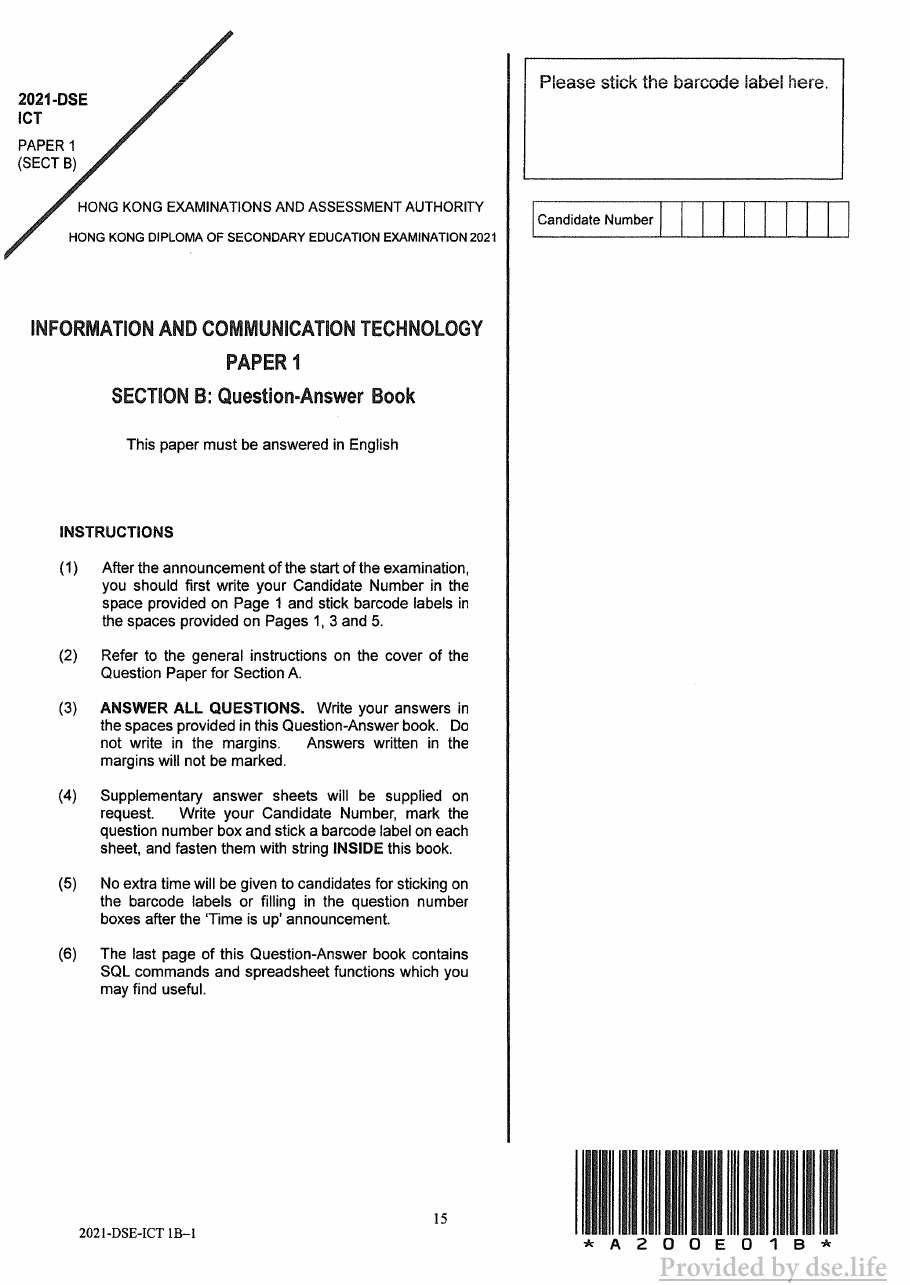 2021-DSE
ICT
PAPER 1
(SECT B)
HONG KONG EXAMINATIONS AND ASSESSMENT AUTHORITY
HONG KONG DIPLOMA OF SECONDARY EDUCATION EXAMINATION 2021
INFORMATION AND COMMUNICATION TECHNOLOGY
PAPER 1
SECTION B: Question-Answer Book
This paper must be answered in English
INSTRUCTIONS
(1) After the announcement of the start of the examination,
you should first write your Candidate Number in the
space provided on Page 1 and stick barcode labels in
the spaces provided on Pages 1, 3 and 5.
(2) Refer to the general instructions on the cover of the
Question Paper for Section A.
(3) ANSWER ALL QUESTIONS. Write your answers in
the spaces provided in this Question-Answer book. Do
not write in the margins. Answers written in the
margins will not be marked.
(4) Supplementary answer sheets will be supplied on
request. Write your Candidate Number, mark the
question number box and stick a barcode label on each
sheet, and fasten them with string INSIDE this book.
(5) No extra time will be given to candidates for sticking on
the barcode labels or filling in the question number
boxes after the 'Time is up' announcement.
(6) The last page of this Question-Answer book contains
SQL commands and spreadsheet functions which you
may find useful.
Please stick the barcode label here.
Candidate Number
2021-DSE-ICT 1B–1
15
* A 2 0 0 E 0 1 B *
Provided by dse.life